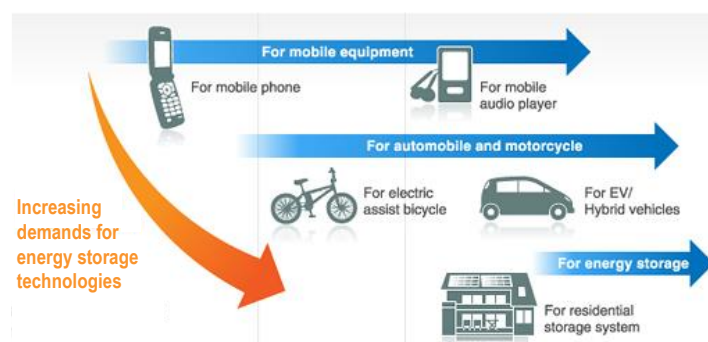 For mobile equipment
For mobile phone
For mobile
audio player
For automobile and motorcycle
For electric
assist bicycle
For EV/
Hybrid vehicles
Increasing
demands for
energy storage
technologies
For energy storage
For residential
storage system